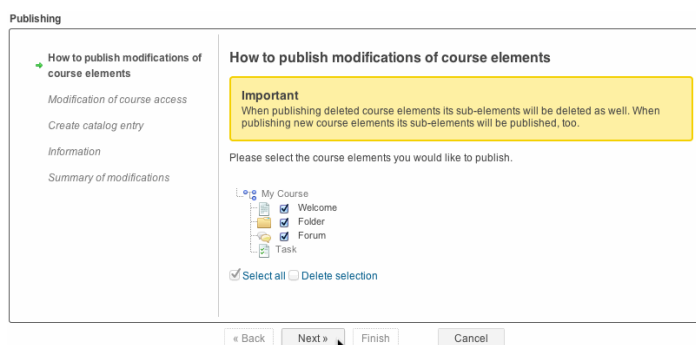 Publishing
How to publish modifications of
course elements
Modification of course access
Create catalog entry
Information
Summary of modifications
How to publish modifications of course elements
Important
When publishing deleted course elements its sub-elements will be deleted as well. When
publishing new course elements its sub-elements will be published, too.
Please select the course elements you would like to publish.
My Course
Welcome
Folder
Forum
Task
Select all Delete selection
« Back Next » Finish Cancel